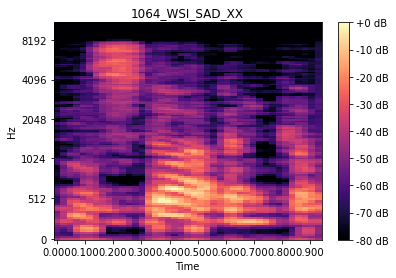 1064_WSI_SAD_XX
8192
4096
2048
1024
512
0
Hz
0.0000.1000.2000.3000.4000.5000.6000.7000.8000.900
Time
+0 dB
-10 dB
-20 dB
-30 dB
-40 dB
-50 dB
-60 dB
-70 dB
-80 dB